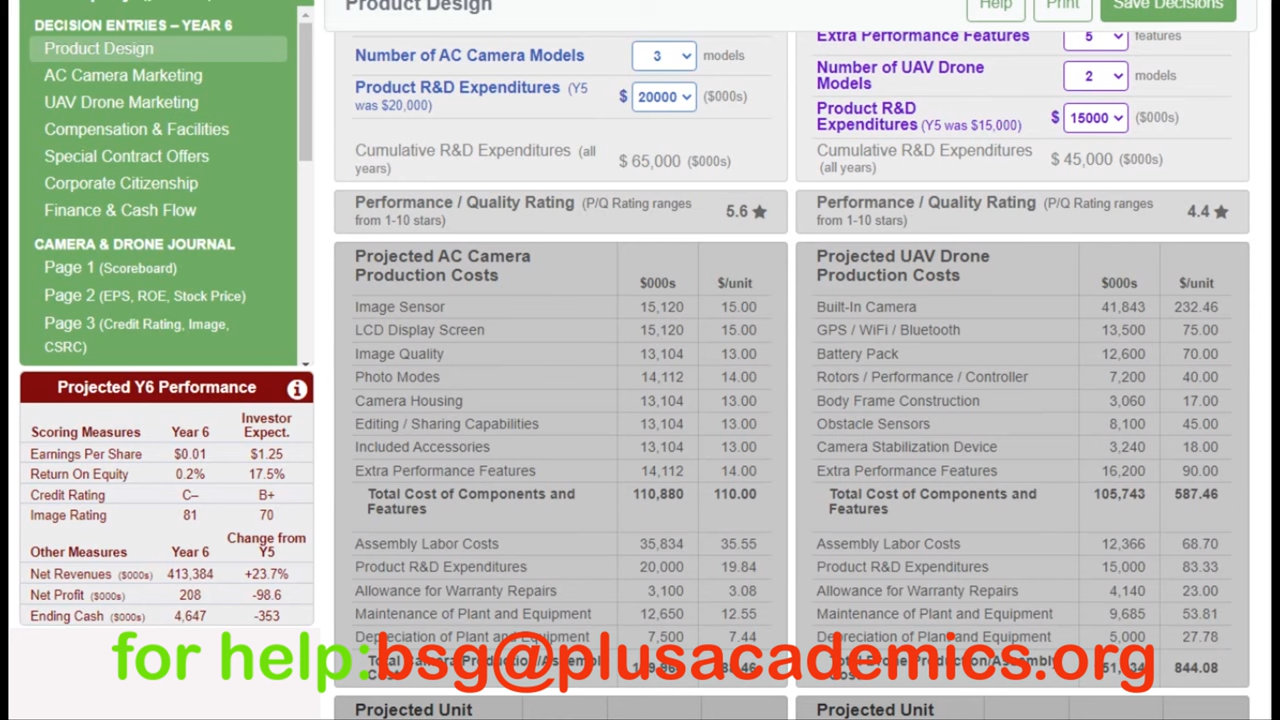 Product Design
Help
Print
Save Decisions
DECISION ENTRIES – YEAR 6
Product Design
AC Camera Marketing
UAV Drone Marketing
Compensation & Facilities
Special Contract Offers
Corporate Citizenship
Finance & Cash Flow
CAMERA & DRONE JOURNAL
Page 1 (Scoreboard)
Page 2 (EPS, ROE, Stock Price)
Page 3 (Credit Rating, Image,
CSRC)
Projected Y6 Performance
Scoring Measures Year 6 Investor Expect.
Earnings Per Share $0.01 $1.25
Return On Equity 0.2% 17.5%
Credit Rating C– B+
Image Rating 81 70
Other Measures Year 6 Change from Y5
Net Revenues ($000s) 413,384 +23.7%
Net Profit ($000s) 208 -98.6
Ending Cash ($000s) 4,647 -353
Number of AC Camera Models 3 models
Product R&D Expenditures (Y5
was $20,000) $ 20000 ($000s)
Cumulative R&D Expenditures (all
years) $ 65,000 ($000s)
Performance / Quality Rating (P/Q Rating ranges
from 1-10 stars) 5.6
Projected AC Camera
Production Costs $000s $/unit
Image Sensor 15,120 15.00
LCD Display Screen 15,120 15.00
Image Quality 13,104 13.00
Photo Modes 14,112 14.00
Camera Housing 13,104 13.00
Editing / Sharing Capabilities 13,104 13.00
Included Accessories 13,104 13.00
Extra Performance Features 14,112 14.00
Total Cost of Components and
Features 110,880 110.00
Assembly Labor Costs 35,834 35.55
Product R&D Expenditures 20,000 19.84
Allowance for Warranty Repairs 3,100 3.08
Maintenance of Plant and Equipment 12,650 12.55
Depreciation of Plant and Equipment 7,500 7.44
Projected Unit
Extra Performance Features 5 features
Number of UAV Drone
Models 2 models
Product R&D
Expenditures (Y5 was $15,000) $ 15000 ($000s)
Cumulative R&D Expenditures
(all years) $ 45,000 ($000s)
Performance / Quality Rating (P/Q Rating ranges
from 1-10 stars) 4.4
Projected UAV Drone
Production Costs $000s $/unit
Built-In Camera 41,843 232.46
GPS / WiFi / Bluetooth 13,500 75.00
Battery Pack 12,600 70.00
Rotors / Performance / Controller 7,200 40.00
Body Frame Construction 3,060 17.00
Obstacle Sensors 8,100 45.00
Camera Stabilization Device 3,240 18.00
Extra Performance Features 16,200 90.00
Total Cost of Components and
Features 105,743 587.46
Assembly Labor Costs 12,366 68.70
Product R&D Expenditures 15,000 83.33
Allowance for Warranty Repairs 4,140 23.00
Maintenance of Plant and Equipment 9,685 53.81
Depreciation of Plant and Equipment 5,000 27.78
844.08
Projected Unit
for help:bsg@plusacademics.org